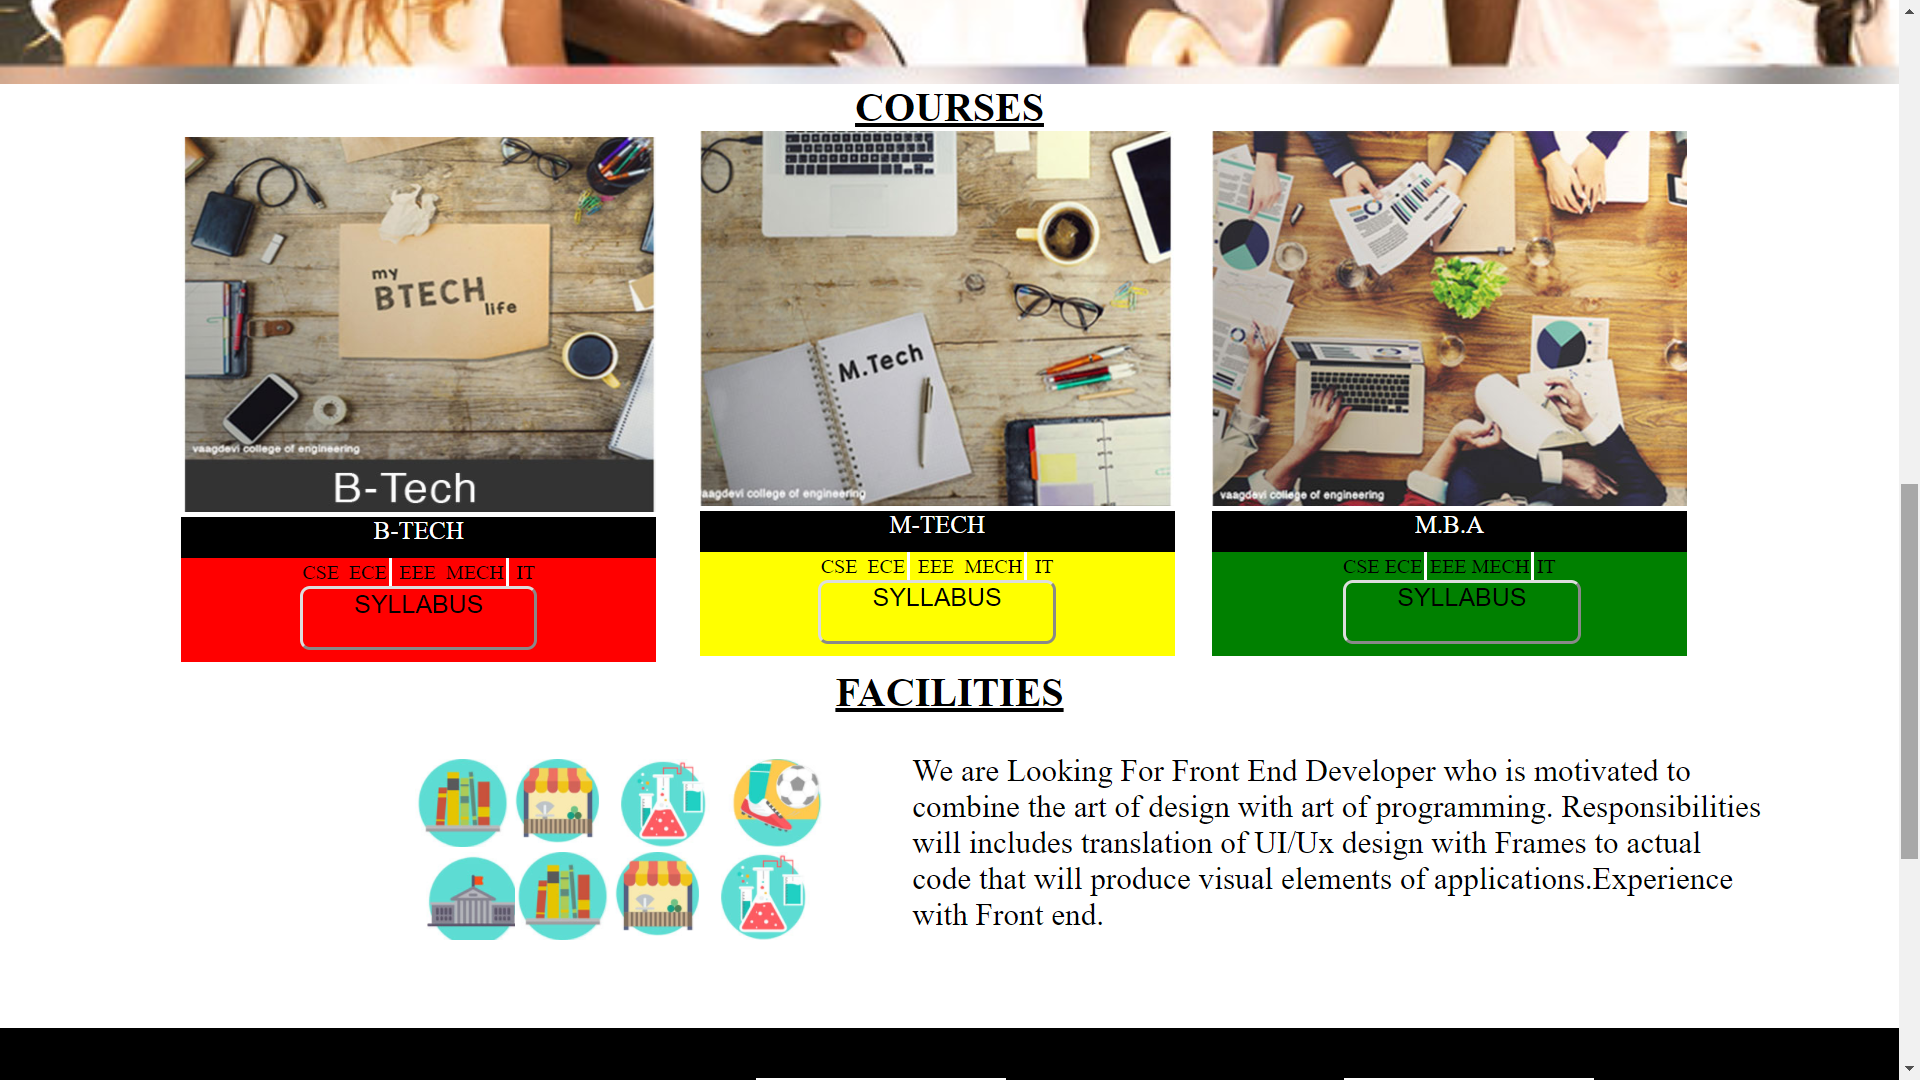 COURSES
my
BTECH
life
vaagdevi college of engineering
B-Tech
B-TECH
CSE ECE EEE MECH IT
SYLLABUS
M.Tech
vaagdevi college of engineering
M-TECH
CSE ECE EEE MECH IT
SYLLABUS
vaagdevi college of engineering
M.B.A
CSE ECE EEE MECH IT
SYLLABUS
FACILITIES
We are Looking For Front End Developer who is motivated to
combine the art of design with art of programming. Responsibilities
will includes translation of UI/Ux design with Frames to actual
code that will produce visual elements of applications.Experience
with Front end.